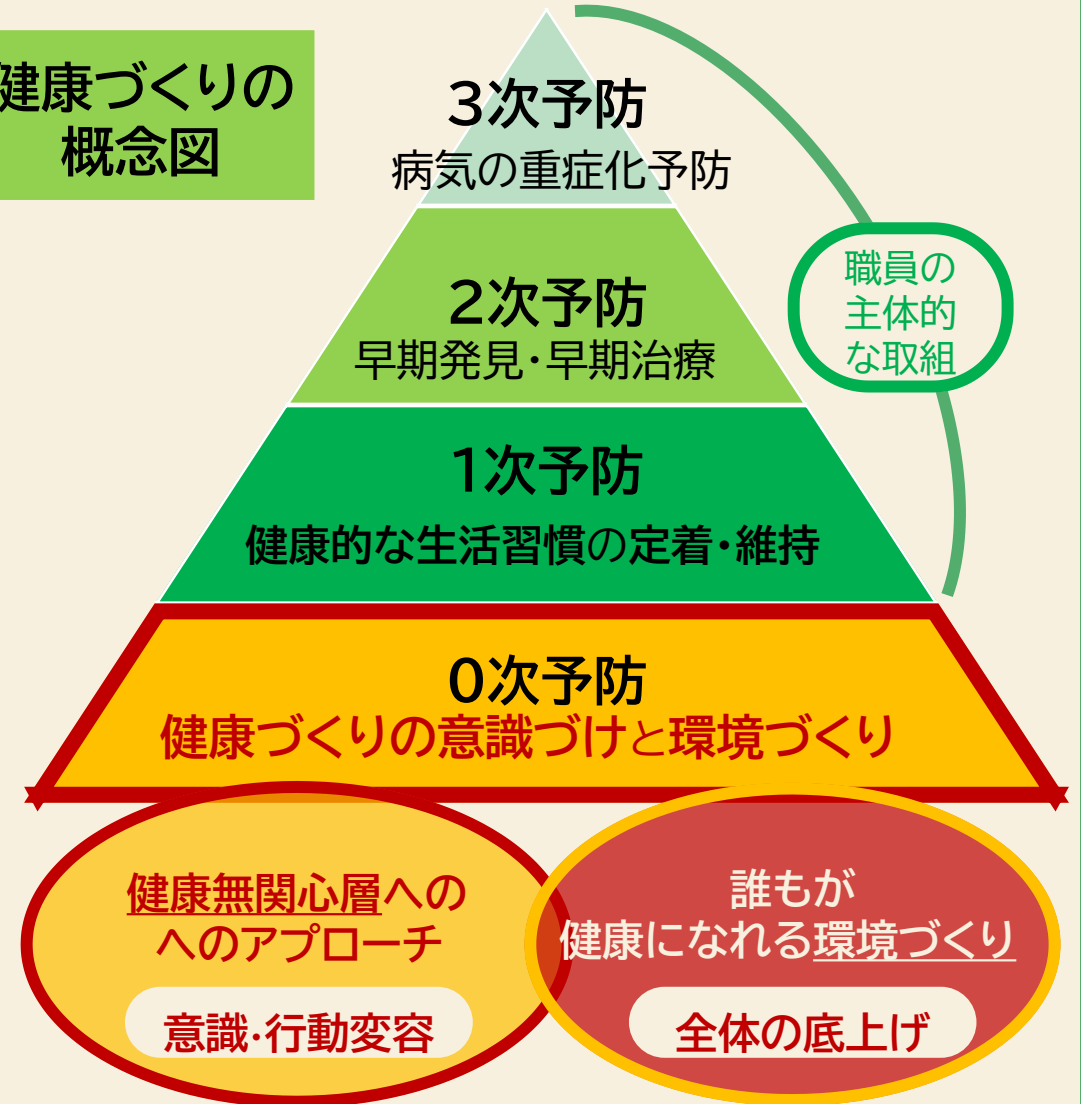 健康づくりの
概念図
3次予防
病気の重症化予防
職員の
主体的
な取組
2次予防
早期発見・早期治療
1次予防
健康的な生活習慣の定着・維持
0次予防
健康づくりの意識づけと環境づくり
健康無関心層への
へのアプローチ
意識・行動変容
誰もが
健康になれる環境づくり
全体の底上げ